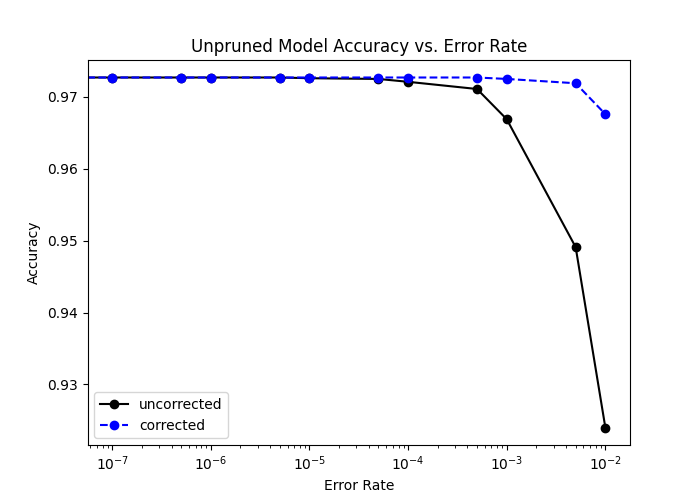 Unpruned Model Accuracy vs. Error Rate
Accuracy
0.97
0.96
0.95
0.94
0.93
uncorrected
corrected
10⁻⁷ 10⁻⁶ 10⁻⁵ 10⁻⁴ 10⁻³ 10⁻²
Error Rate